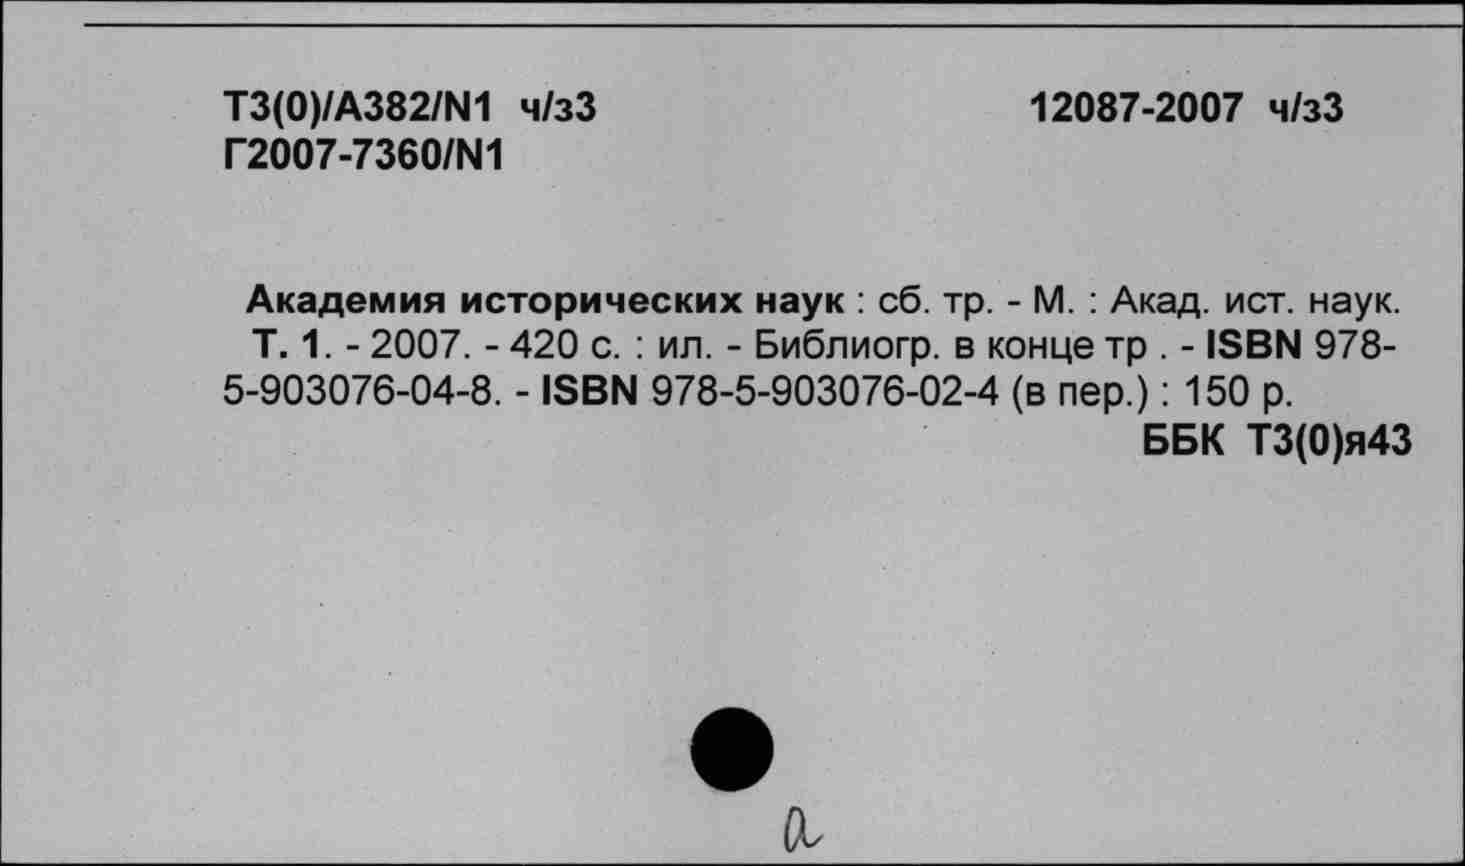 Т3(0)/А382/N1 ч/з3 12087-2007 ч/з3
Г2007-7360/N1
Академия исторических наук : сб. тр. - М. : Акад. ист. наук.
Т. 1. - 2007. - 420 с. : ил. - Библиогр. в конце тр . - ISBN 978-
5-903076-04-8. - ISBN 978-5-903076-02-4 (в пер.) : 150 р.
ББК Т3(0)я43
а